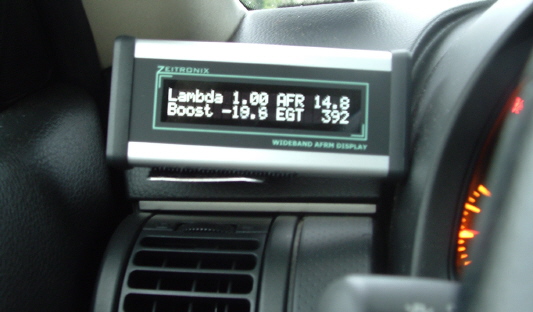 ZEITRONIX
Lambda 1.00 AFR 14.8
Boost -19.8 EGT 392
WIDEBAND AFRM DISPLAY